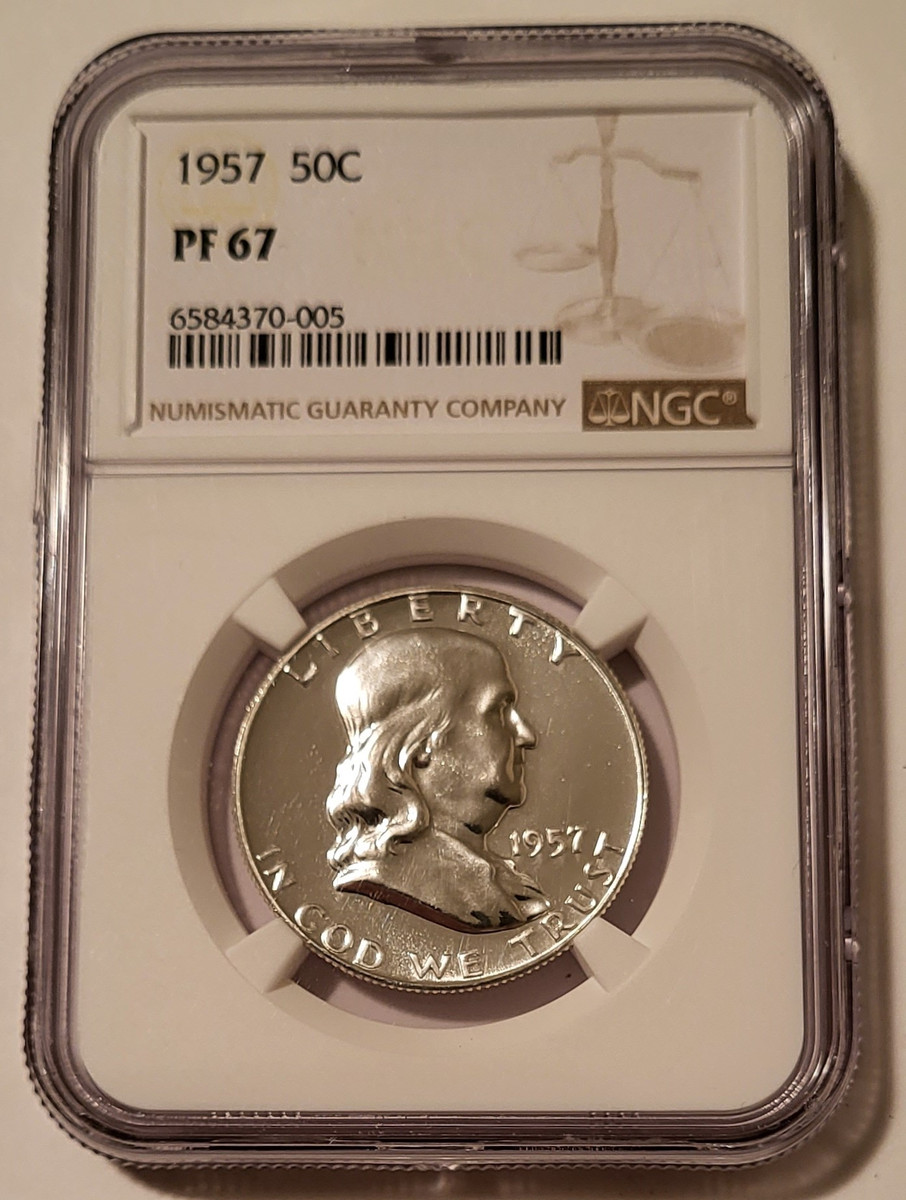 1957 50C
PF 67
6584370-005
NUMISMATIC GUARANTY COMPANY
NGC®
LIBERTY
1957
IN GOD WE TRUST